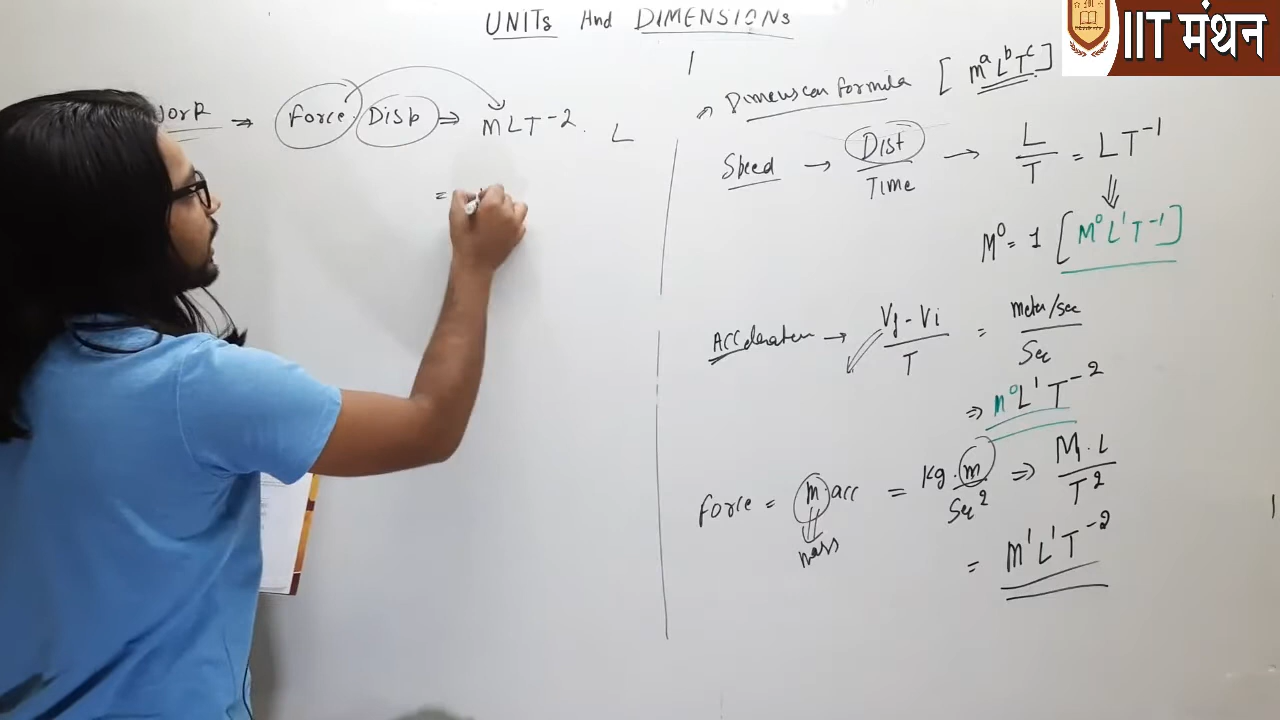 UNITs And DIMENSIONs
IIT मंथन
work ⇒ Force . Disp ⇒ MLT-2 . L
=
Dimension formula [MᵃLᵇTᶜ]
Speed → Dist/Time → L/T = LT⁻¹
M⁰ = 1 [M⁰L¹T⁻¹]
Acceleration → Vf - Vi / T = meter/sec / Sec
⇒ M⁰L¹T⁻²
Force = m.acc = kg.m/Sec² ⇒ M.L/T²
mass
= M¹L¹T⁻²